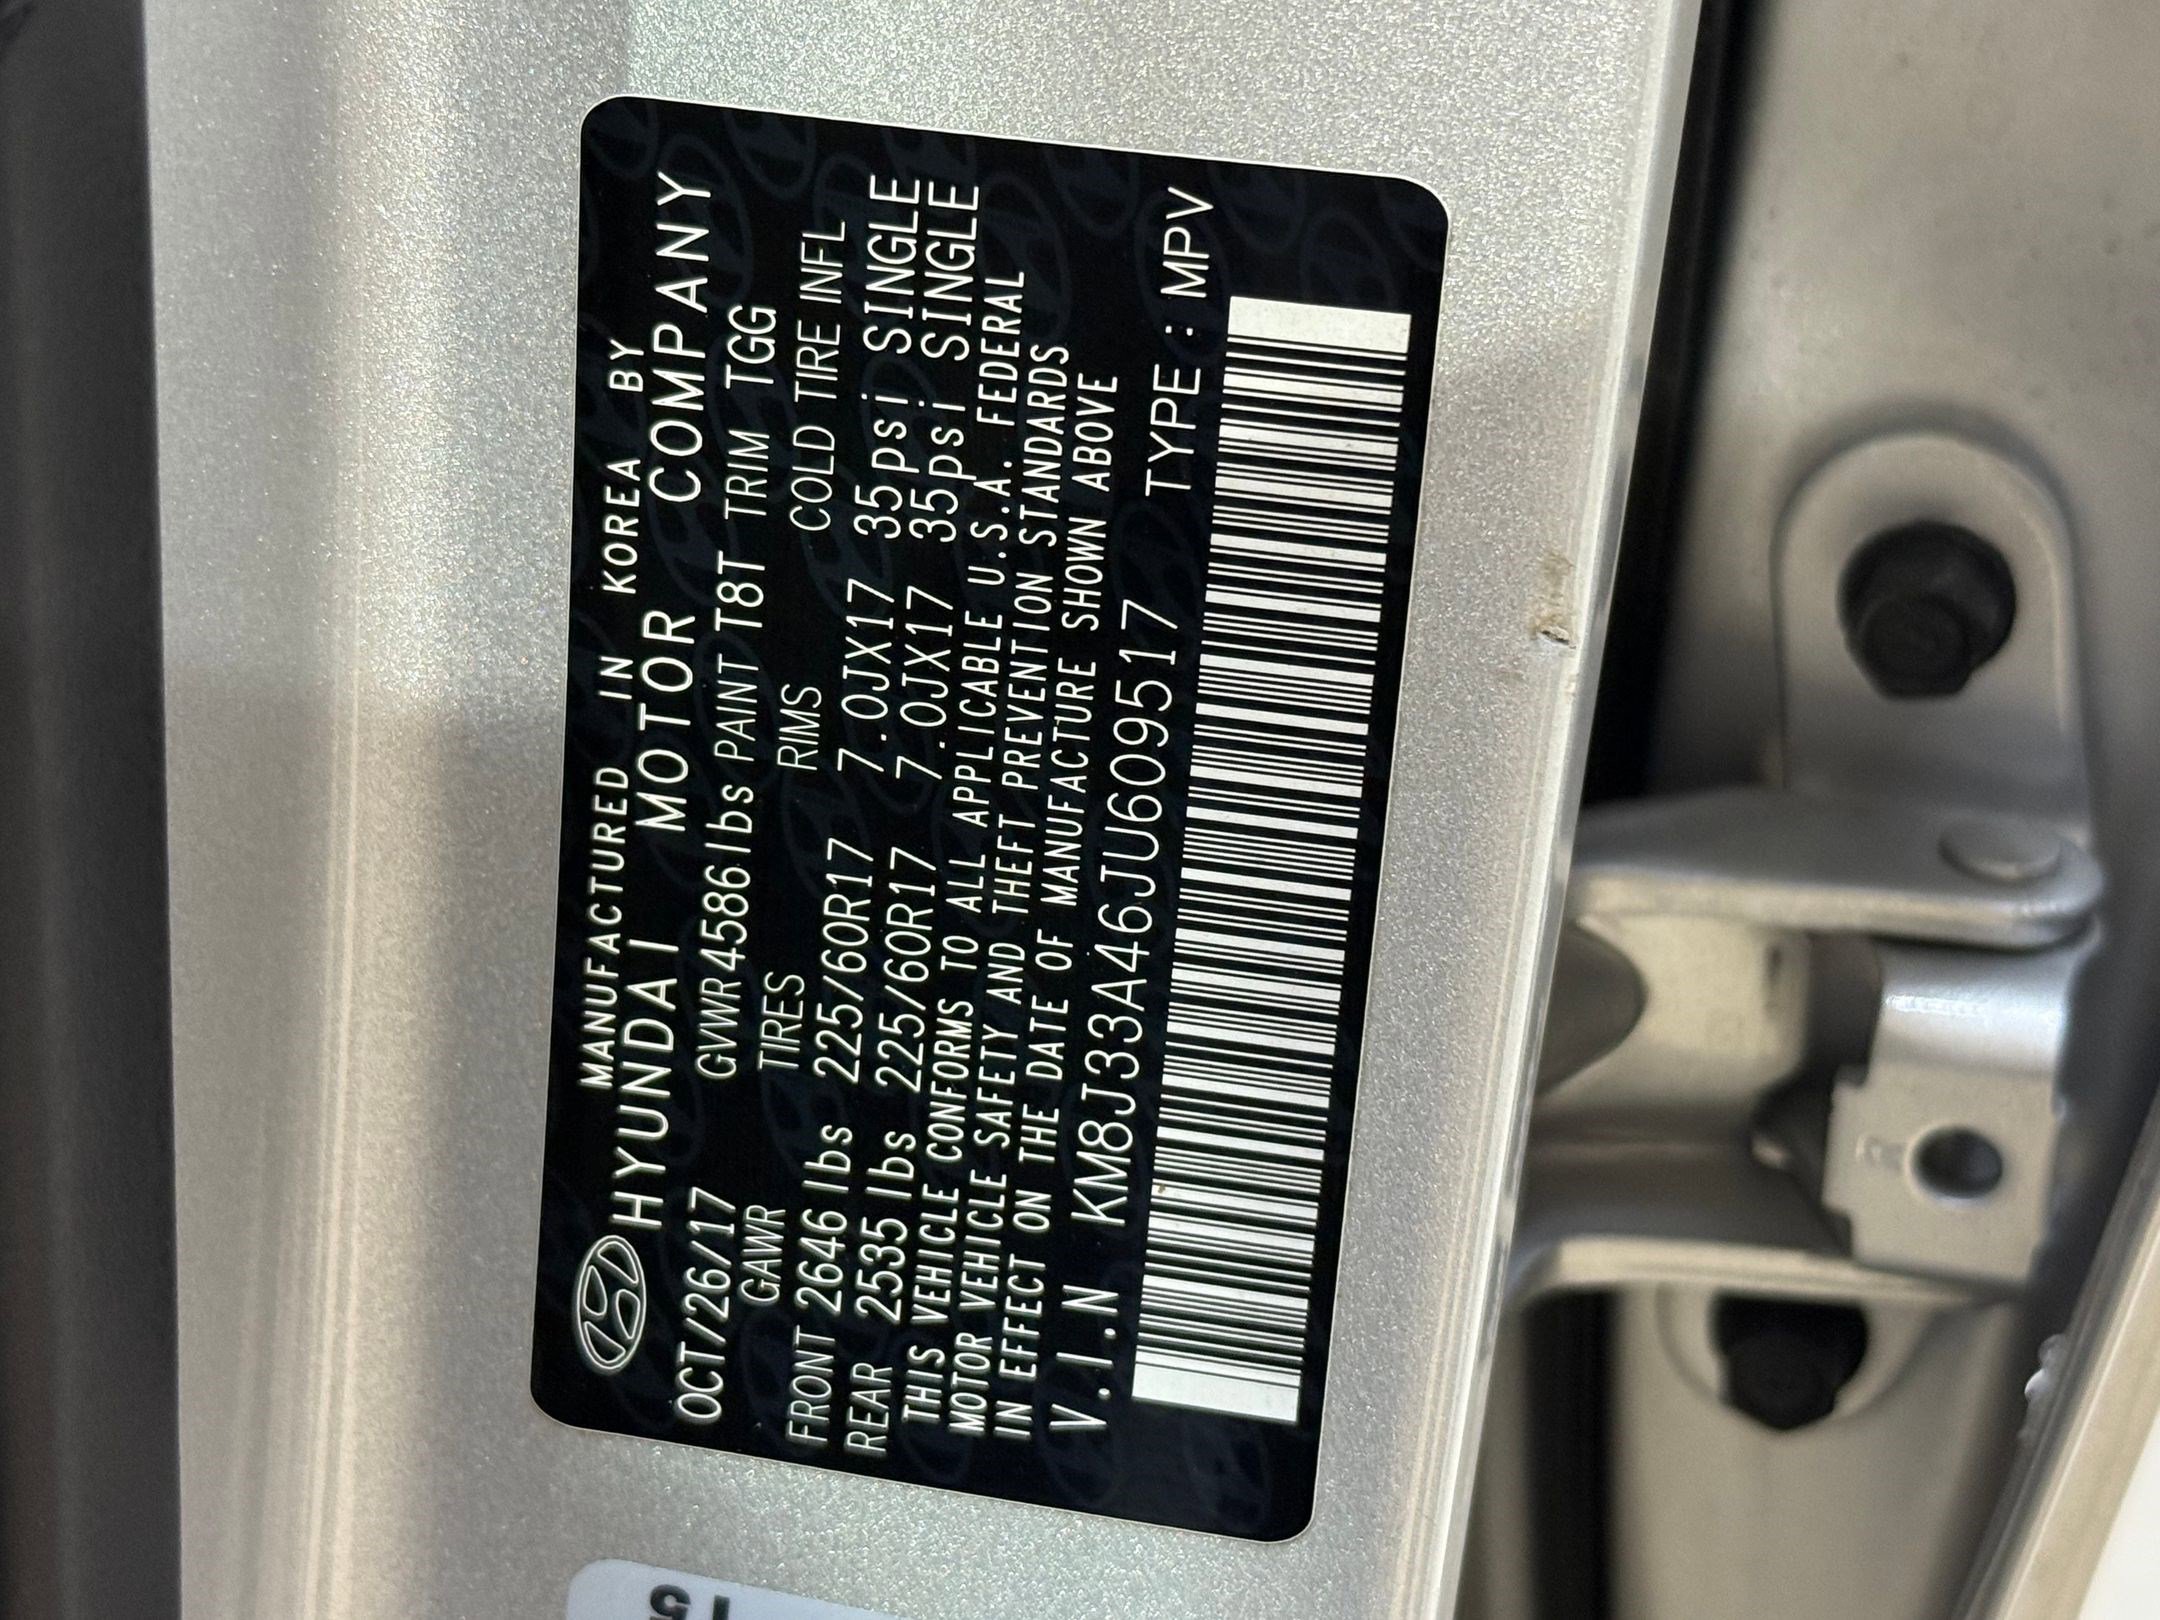 MANUFACTURED IN KOREA BY
HYUNDAI MOTOR COMPANY
OCT/26/17 GVWR 4586 lbs PAINT T8T TRIM TGG
GAWR TIRES RIMS COLD TIRE INFL
FRONT 2646 lbs 225/60R17 7.0JX17 35psi SINGLE
REAR 2535 lbs 225/60R17 7.0JX17 35psi SINGLE
THIS VEHICLE CONFORMS TO ALL APPLICABLE U.S.A. FEDERAL
MOTOR VEHICLE SAFETY AND THEFT PREVENTION STANDARDS
IN EFFECT ON THE DATE OF MANUFACTURE SHOWN ABOVE
V.I.N KM8J33A46JU609517 TYPE : MPV
15